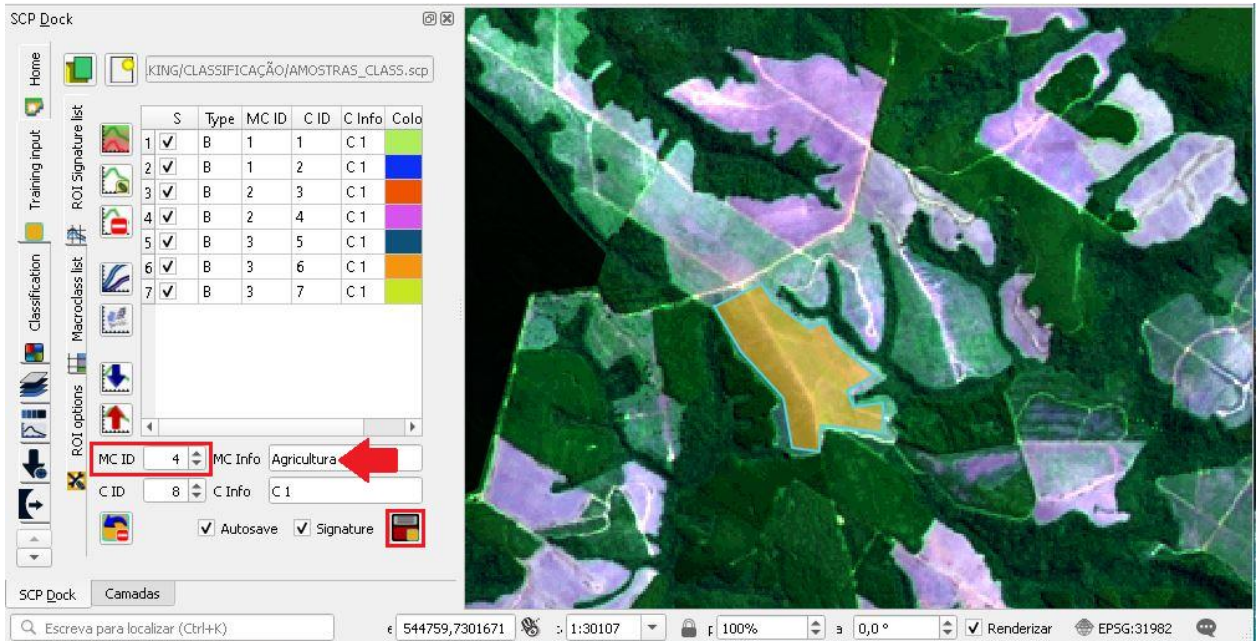 SCP Dock
Home
Training input
Classification
ROI Signature list
Macroclass list
ROI options
.KING/CLASSIFICAÇÃO/AMOSTRAS_CLASS.scp
S Type MC ID C ID C Info Colo
1 B 1 1 C 1
2 B 1 2 C 1
3 B 2 3 C 1
4 B 2 4 C 1
5 B 3 5 C 1
6 B 3 6 C 1
7 B 3 7 C 1
MC ID 4 MC Info Agricultura
C ID 8 C Info C 1
Autosave Signature
SCP Dock Camadas
Escreva para localizar (Ctrl+K) 544759,7301671 1:30107 100% 0,0 ° Renderizar EPSG:31982